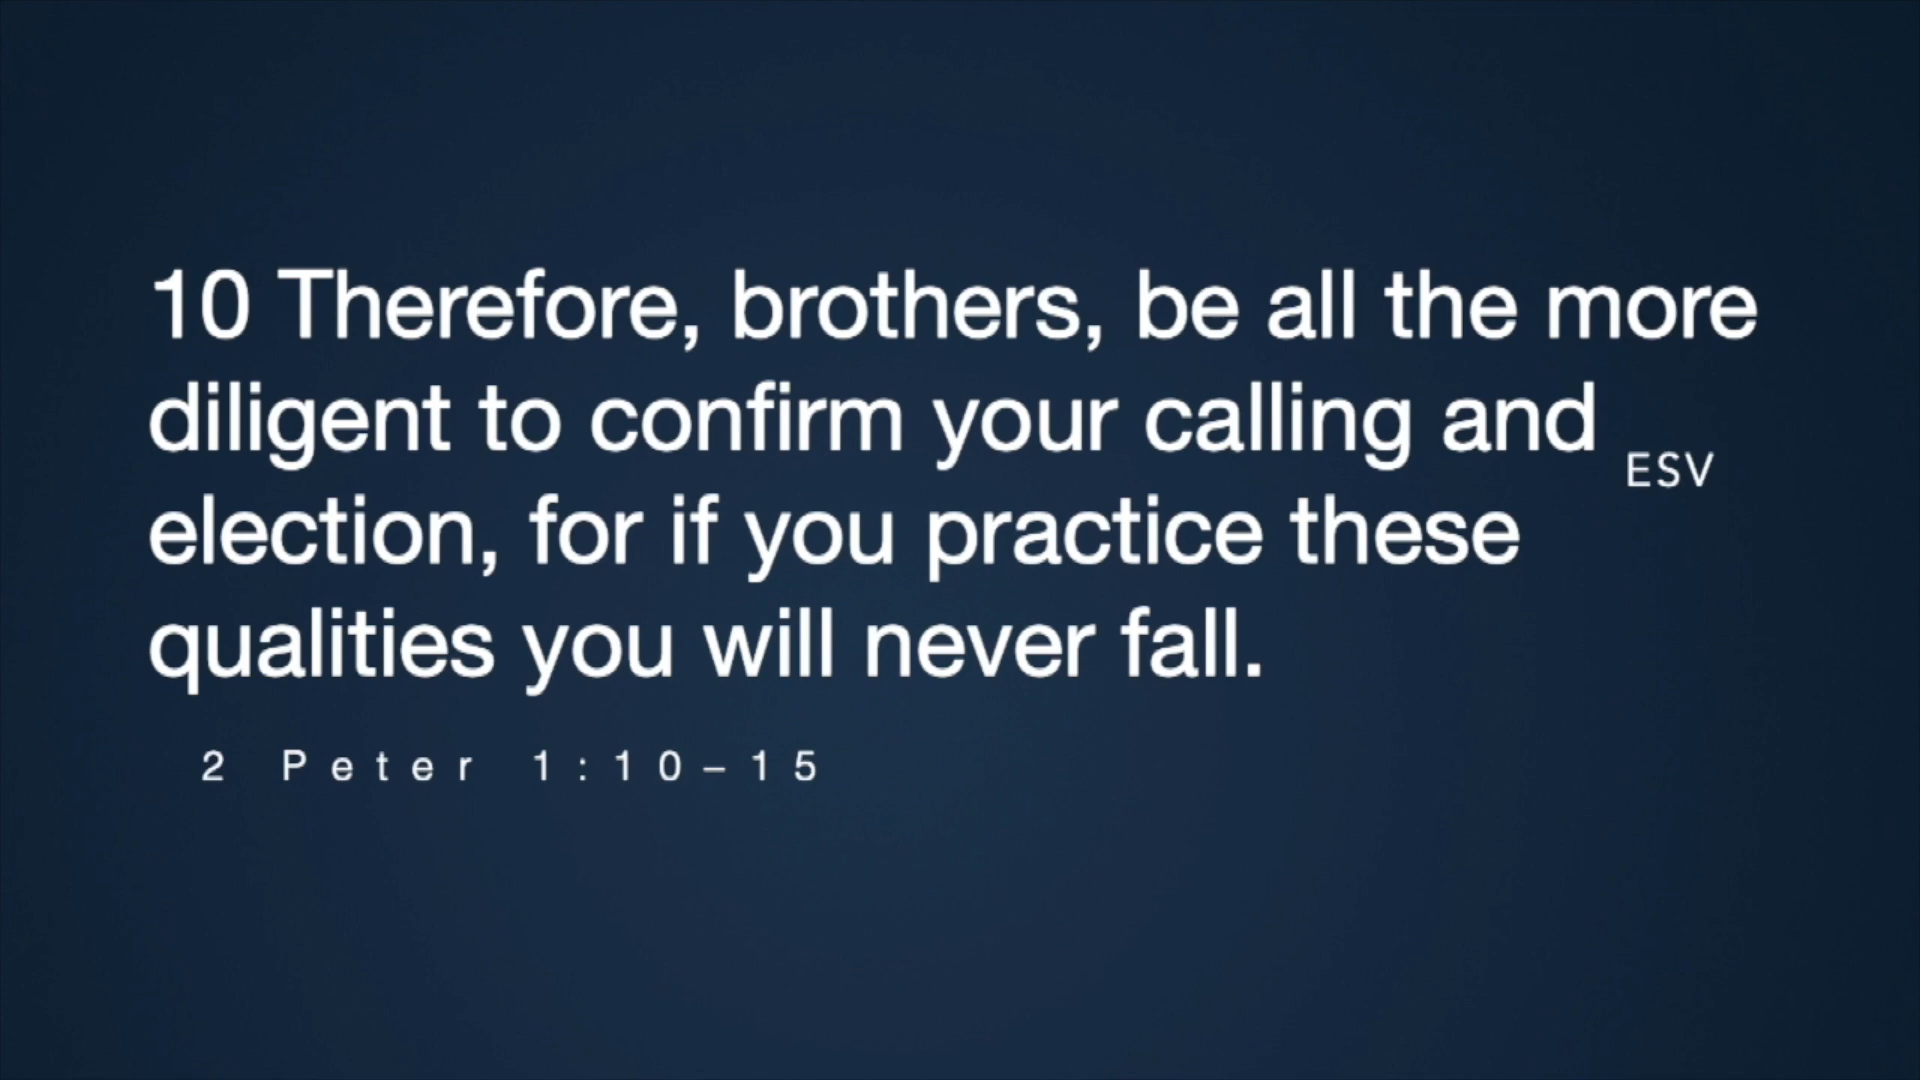 10 Therefore, brothers, be all the more
diligent to confirm your calling and
ESV
election, for if you practice these
qualities you will never fall.
2 Peter 1:10–15